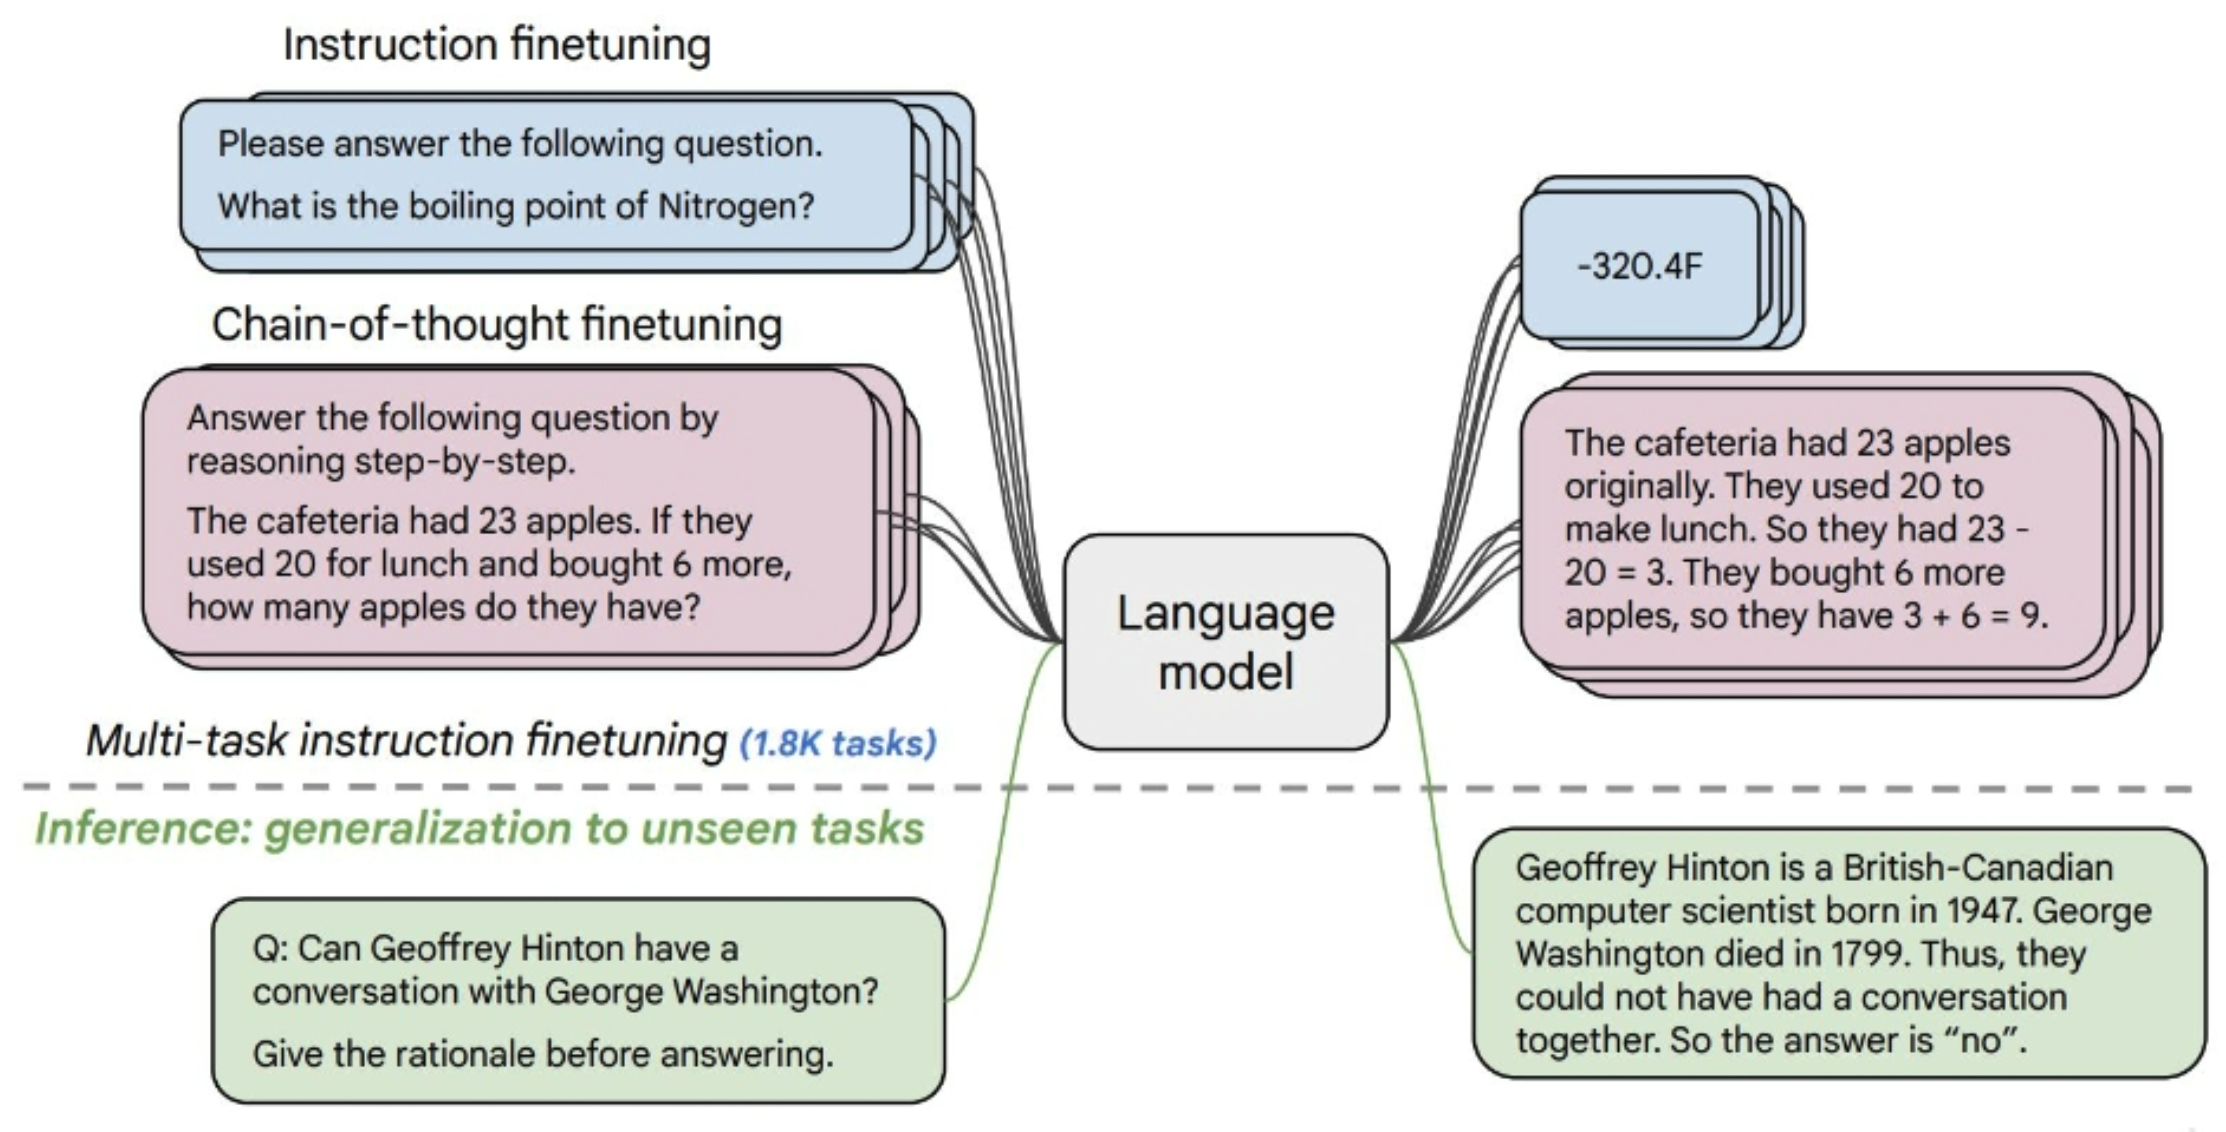 Instruction finetuning
Please answer the following question.
What is the boiling point of Nitrogen?
-320.4F
Chain-of-thought finetuning
Answer the following question by
reasoning step-by-step.
The cafeteria had 23 apples. If they
used 20 for lunch and bought 6 more,
how many apples do they have?
The cafeteria had 23 apples
originally. They used 20 to
make lunch. So they had 23 -
20 = 3. They bought 6 more
apples, so they have 3 + 6 = 9.
Language
model
Multi-task instruction finetuning (1.8K tasks)
Inference: generalization to unseen tasks
Q: Can Geoffrey Hinton have a
conversation with George Washington?
Give the rationale before answering.
Geoffrey Hinton is a British-Canadian
computer scientist born in 1947. George
Washington died in 1799. Thus, they
could not have had a conversation
together. So the answer is “no”.